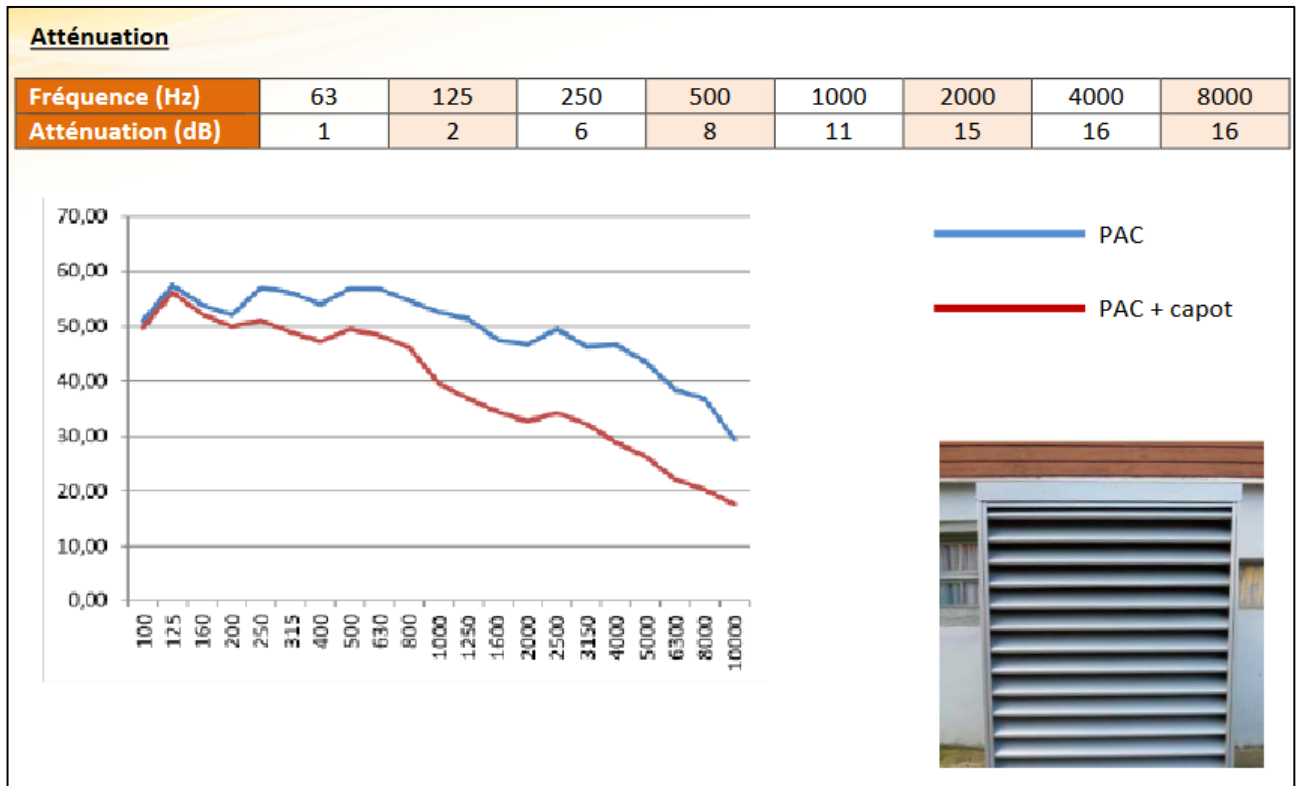 Atténuation
Fréquence (Hz) 63 125 250 500 1000 2000 4000 8000
Atténuation (dB) 1 2 6 8 11 15 16 16
70,00
60,00
50,00
40,00
30,00
20,00
10,00
0,00
100 125 160 200 250 315 400 500 630 800 1000 1250 1600 2000 2500 3150 4000 5000 6300 8000 10000
PAC
PAC + capot